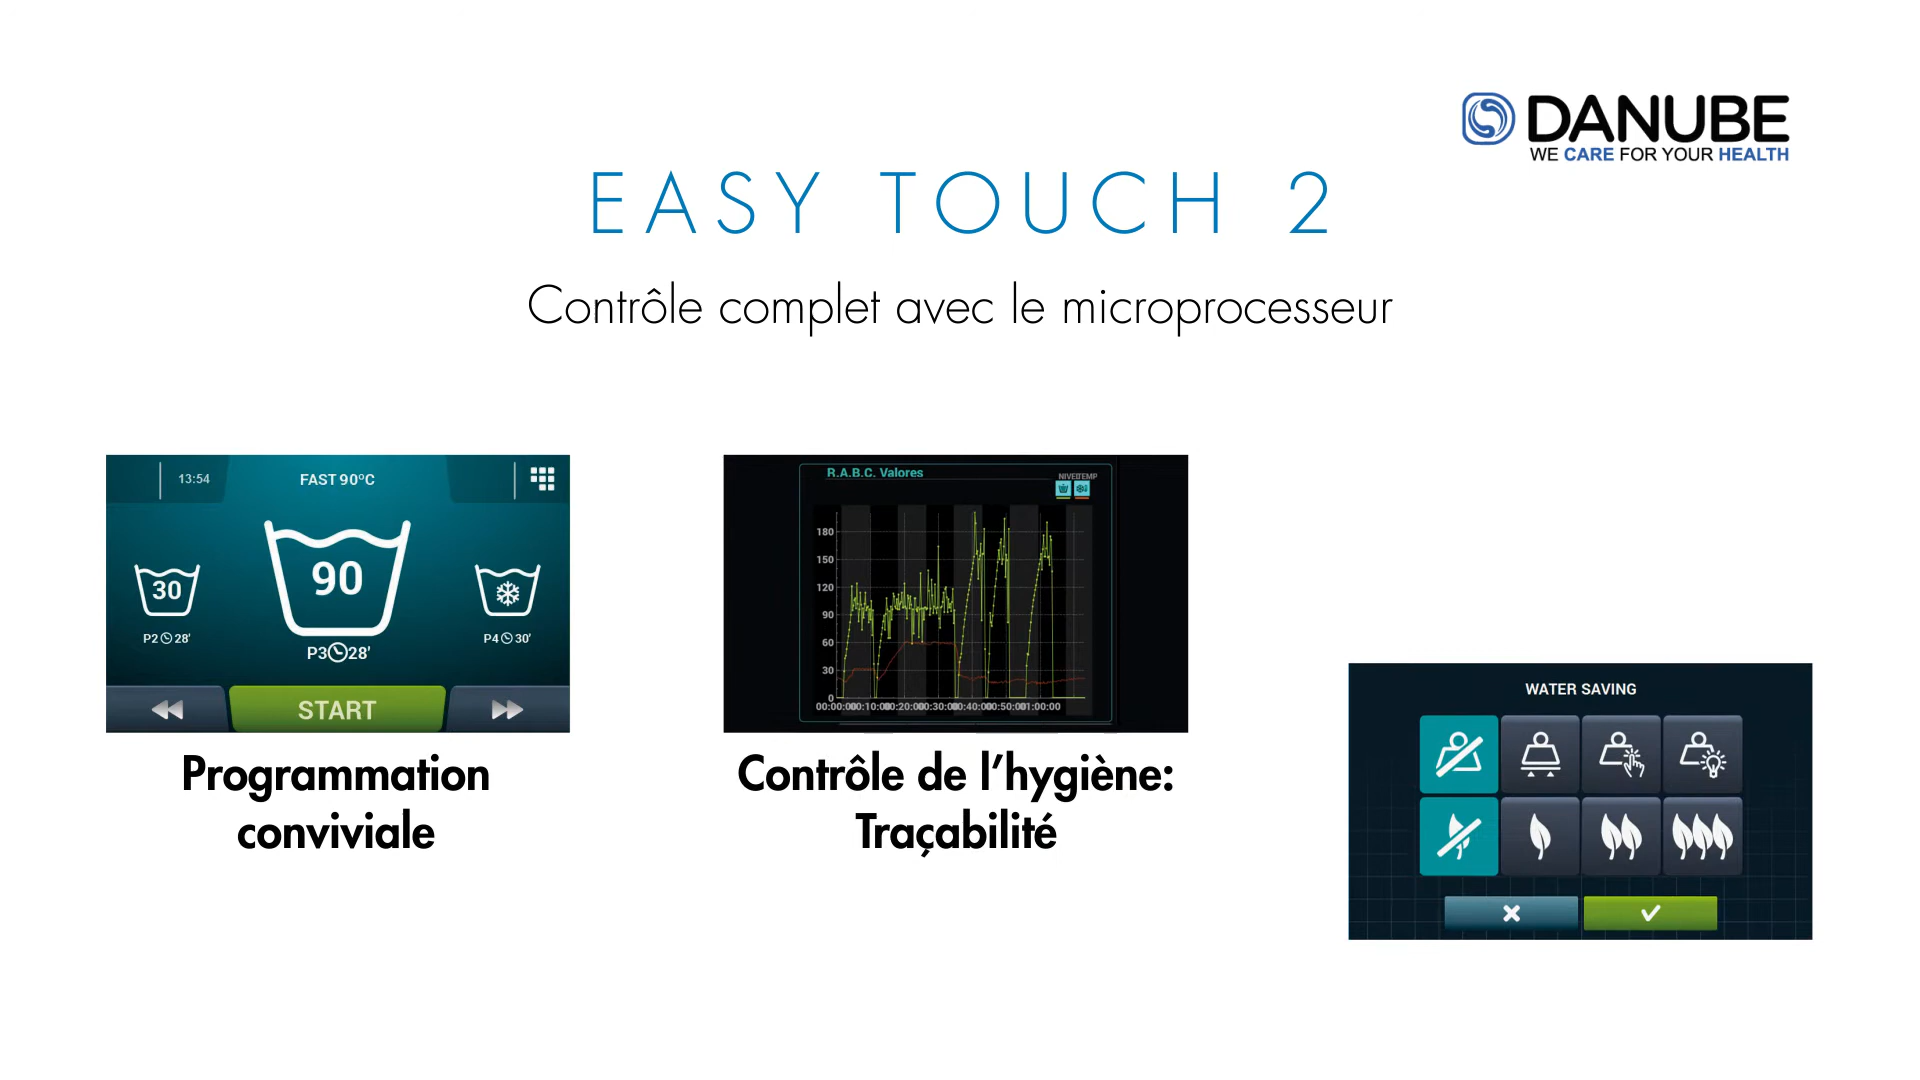 DANUBE
WE CARE FOR YOUR HEALTH
EASY TOUCH 2
Contrôle complet avec le microprocesseur
13:54
FAST 90ºC
30
90
P2 28'
P3 28'
P4 30'
START
Programmation
conviviale
R.A.B.C. Valores
TEMP
180
150
120
90
60
30
0
Contrôle de l’hygiène:
Traçabilité
WATER SAVING